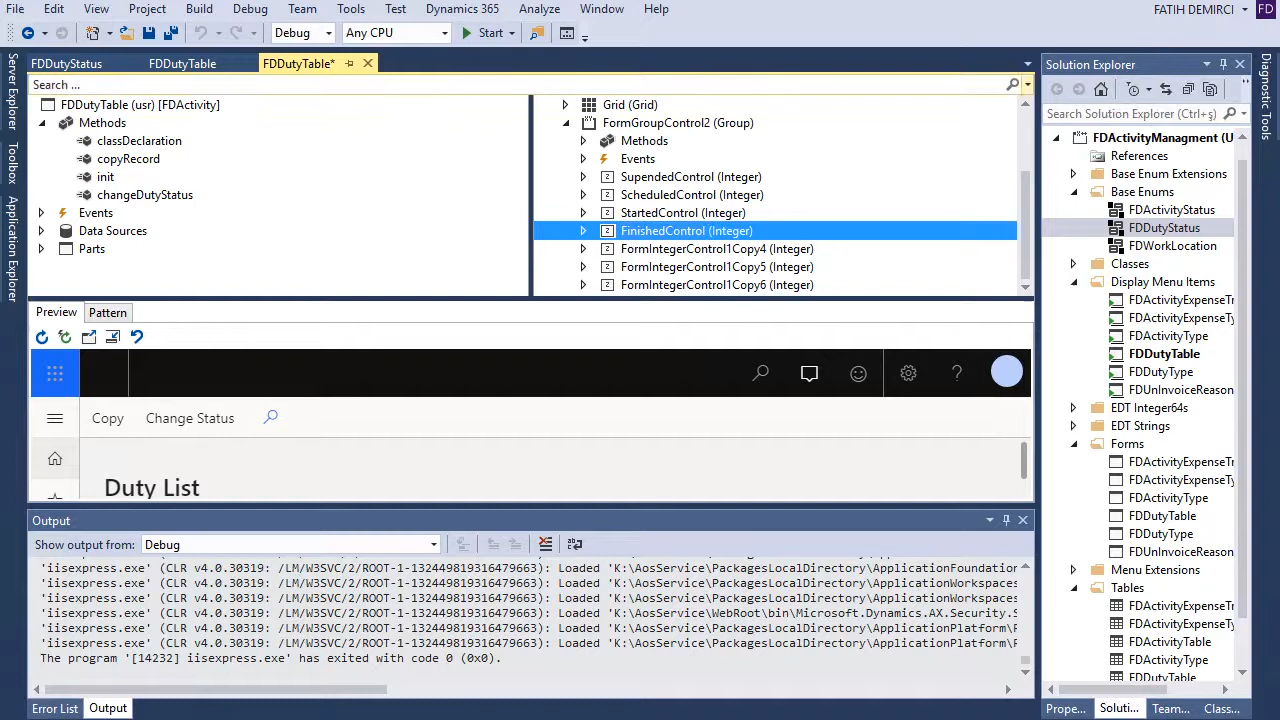 File Edit View Project Build Debug Team Tools Test Dynamics 365 Analyze Window Help FATIH DEMIRCI FD
Debug Any CPU Start
Server Explorer
Toolbox
Application Explorer
FDDutyStatus FDDutyTable FDDutyTable*
Search ...
FDDutyTable (usr) [FDActivity]
Methods
classDeclaration
copyRecord
init
changeDutyStatus
Events
Data Sources
Parts
Grid (Grid)
FormGroupControl2 (Group)
Methods
Events
SupendedControl (Integer)
ScheduledControl (Integer)
StartedControl (Integer)
FinishedControl (Integer)
FormIntegerControl1Copy4 (Integer)
FormIntegerControl1Copy5 (Integer)
FormIntegerControl1Copy6 (Integer)
Preview Pattern
Copy Change Status
Duty List
Output
Show output from: Debug
'iisexpress.exe' (CLR v4.0.30319: /LM/W3SVC/2/ROOT-1-132449819316479663): Loaded 'K:\AosService\PackagesLocalDirectory\ApplicationFoundation
'iisexpress.exe' (CLR v4.0.30319: /LM/W3SVC/2/ROOT-1-132449819316479663): Loaded 'K:\AosService\PackagesLocalDirectory\ApplicationWorkspaces
'iisexpress.exe' (CLR v4.0.30319: /LM/W3SVC/2/ROOT-1-132449819316479663): Loaded 'K:\AosService\PackagesLocalDirectory\ApplicationWorkspaces
'iisexpress.exe' (CLR v4.0.30319: /LM/W3SVC/2/ROOT-1-132449819316479663): Loaded 'K:\AosService\WebRoot\bin\Microsoft.Dynamics.AX.Security.S
'iisexpress.exe' (CLR v4.0.30319: /LM/W3SVC/2/ROOT-1-132449819316479663): Loaded 'K:\AosService\PackagesLocalDirectory\ApplicationPlatform\F
'iisexpress.exe' (CLR v4.0.30319: /LM/W3SVC/2/ROOT-1-132449819316479663): Loaded 'K:\AosService\PackagesLocalDirectory\ApplicationPlatform\F
The program '[14232] iisexpress.exe' has exited with code 0 (0x0).
Error List Output
Solution Explorer
Search Solution Explorer (Ctrl+ş)
FDActivityManagment (U
References
Base Enum Extensions
Base Enums
FDActivityStatus
FDDutyStatus
FDWorkLocation
Classes
Display Menu Items
FDActivityExpenseTr
FDActivityExpenseTy
FDActivityType
FDDutyTable
FDDutyType
FDUnInvoiceReason
EDT Integer64s
EDT Strings
Forms
FDActivityExpenseTr
FDActivityExpenseTy
FDActivityType
FDDutyTable
FDDutyType
FDUnInvoiceReason
Menu Extensions
Tables
FDActivityExpenseTr
FDActivityExpenseTy
FDActivityTable
FDActivityType
FDDutyTable
Prope... Soluti... Team... Class...
Diagnostic Tools